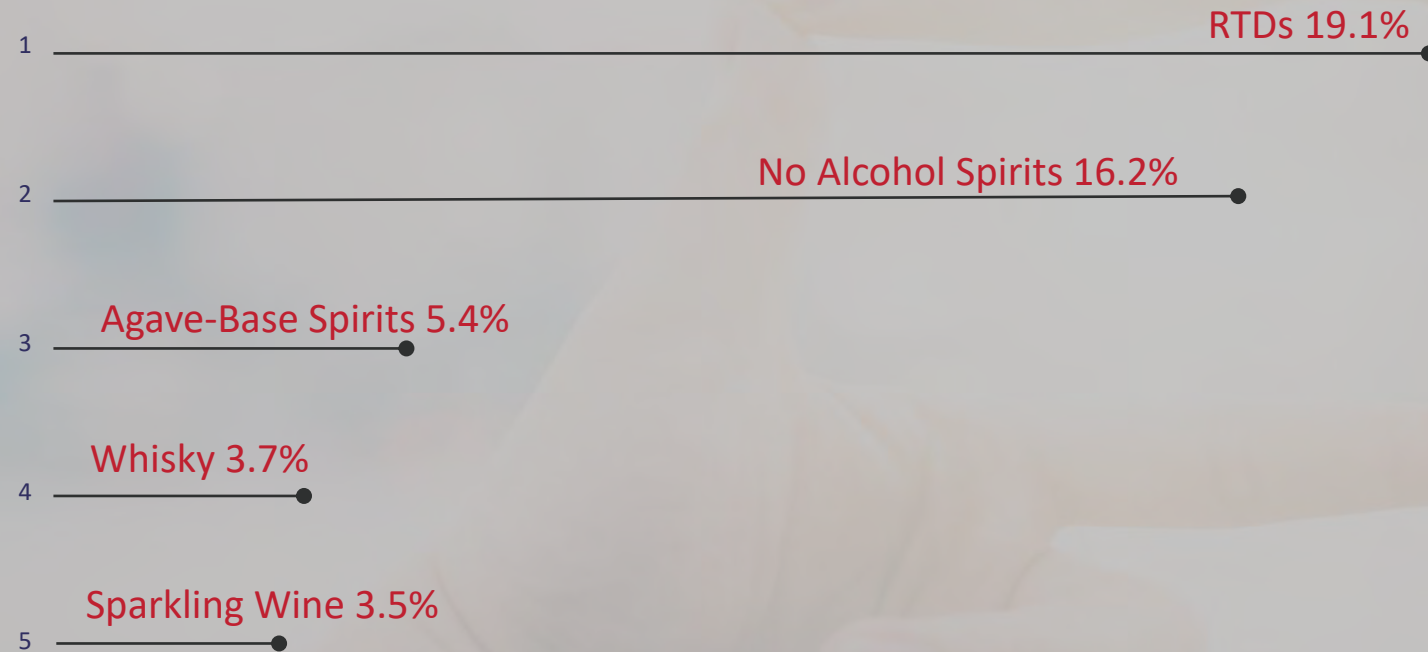 RTDs 19.1%
1
No Alcohol Spirits 16.2%
2
Agave-Base Spirits 5.4%
3
Whisky 3.7%
4
Sparkling Wine 3.5%
5